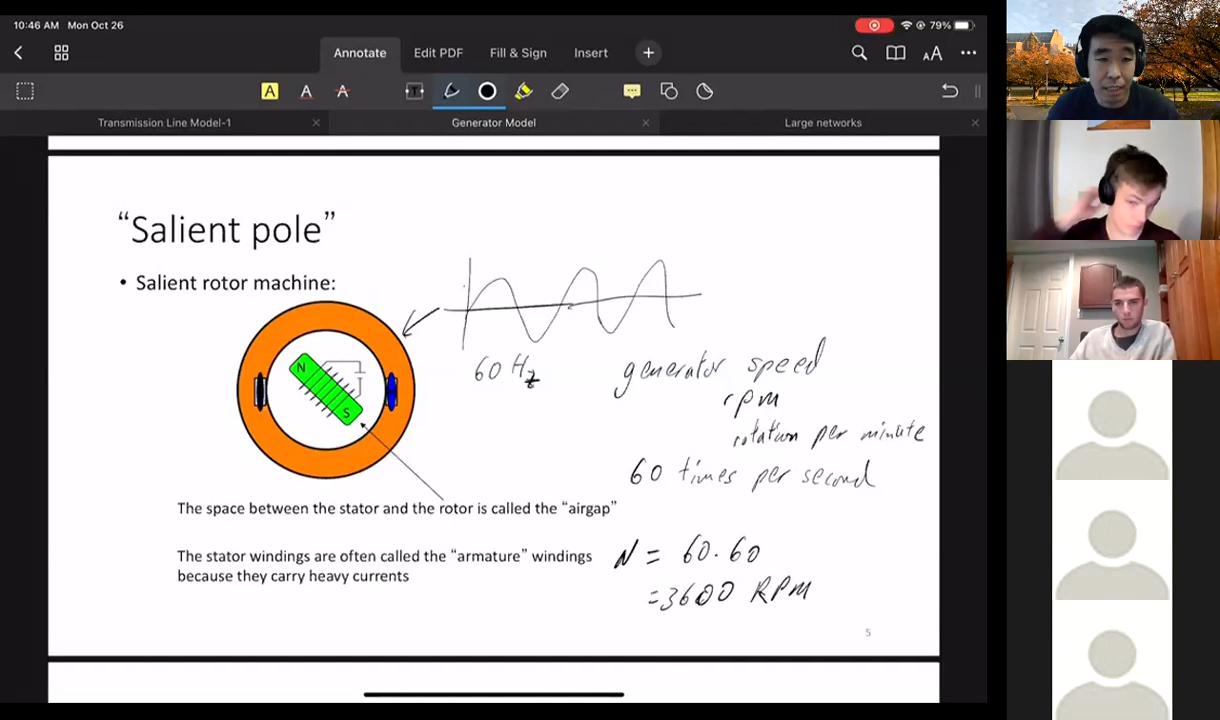 10:46 AM Mon Oct 26
79%
Annotate Edit PDF Fill & Sign Insert
AA
A A A T
Transmission Line Model-1 Generator Model Large networks
“Salient pole”
• Salient rotor machine:
N
S
60 Hz
generator speed
rpm
rotation per minute
60 times per second
The space between the stator and the rotor is called the “airgap”
The stator windings are often called the “armature” windings
because they carry heavy currents
N = 60.60
=3600 RPM
5